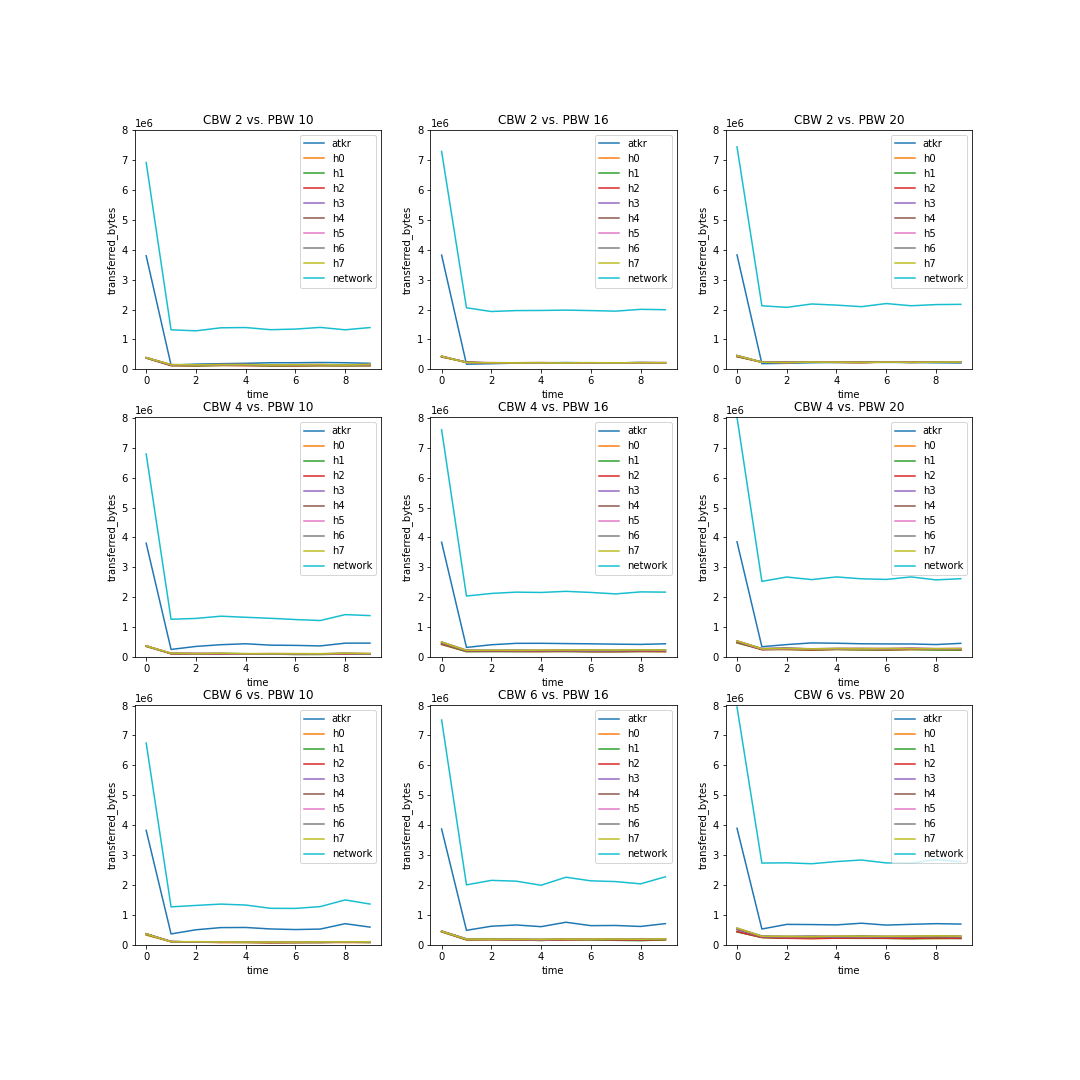 CBW 2 vs. PBW 10
1e6
8
7
6
5
4
3
2
1
0
transferred_bytes
atkr
h0
h1
h2
h3
h4
h5
h6
h7
network
0 2 4 6 8
time
CBW 2 vs. PBW 16
1e6
8
7
6
5
4
3
2
1
0
transferred_bytes
atkr
h0
h1
h2
h3
h4
h5
h6
h7
network
0 2 4 6 8
time
CBW 2 vs. PBW 20
1e6
8
7
6
5
4
3
2
1
0
transferred_bytes
atkr
h0
h1
h2
h3
h4
h5
h6
h7
network
0 2 4 6 8
time
CBW 4 vs. PBW 10
1e6
8
7
6
5
4
3
2
1
0
transferred_bytes
atkr
h0
h1
h2
h3
h4
h5
h6
h7
network
0 2 4 6 8
time
CBW 4 vs. PBW 16
1e6
8
7
6
5
4
3
2
1
0
transferred_bytes
atkr
h0
h1
h2
h3
h4
h5
h6
h7
network
0 2 4 6 8
time
CBW 4 vs. PBW 20
1e6
8
7
6
5
4
3
2
1
0
transferred_bytes
atkr
h0
h1
h2
h3
h4
h5
h6
h7
network
0 2 4 6 8
time
CBW 6 vs. PBW 10
1e6
8
7
6
5
4
3
2
1
0
transferred_bytes
atkr
h0
h1
h2
h3
h4
h5
h6
h7
network
0 2 4 6 8
time
CBW 6 vs. PBW 16
1e6
8
7
6
5
4
3
2
1
0
transferred_bytes
atkr
h0
h1
h2
h3
h4
h5
h6
h7
network
0 2 4 6 8
time
CBW 6 vs. PBW 20
1e6
8
7
6
5
4
3
2
1
0
transferred_bytes
atkr
h0
h1
h2
h3
h4
h5
h6
h7
network
0 2 4 6 8
time